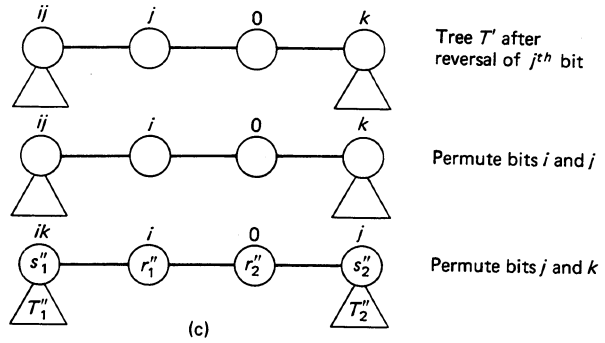 ij j 0 k
Tree T′ after
reversal of jᵗʰ bit
ij i 0 k
Permute bits i and j
ik i 0 j
s″₁ r″₁ r″₂ s″₂
Permute bits j and k
T″₁ T″₂
(c)